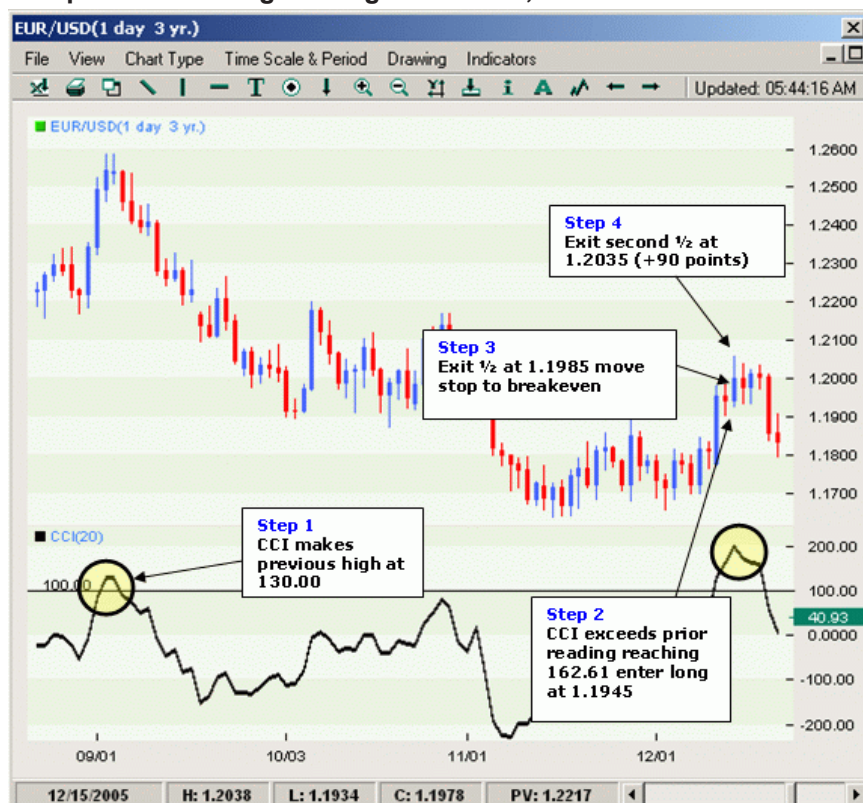 EUR/USD(1 day 3 yr.)
File View Chart Type Time Scale & Period Drawing Indicators
Updated: 05:44:16 AM
EUR/USD(1 day 3 yr.)
1.2600
1.2500
1.2400
1.2300
1.2200
1.2100
1.2000
1.1900
1.1800
1.1700
Step 4
Exit second ½ at
1.2035 (+90 points)
Step 3
Exit ½ at 1.1985 move
stop to breakeven
CCI(20)
Step 1
CCI makes
previous high at
130.00
100.00
Step 2
CCI exceeds prior
reading reaching
162.61 enter long
at 1.1945
200.00
100.00
40.93
0.0000
-100.00
-200.00
09/01 10/03 11/01 12/01
12/15/2005 H: 1.2038 L: 1.1934 C: 1.1978 PV: 1.2217